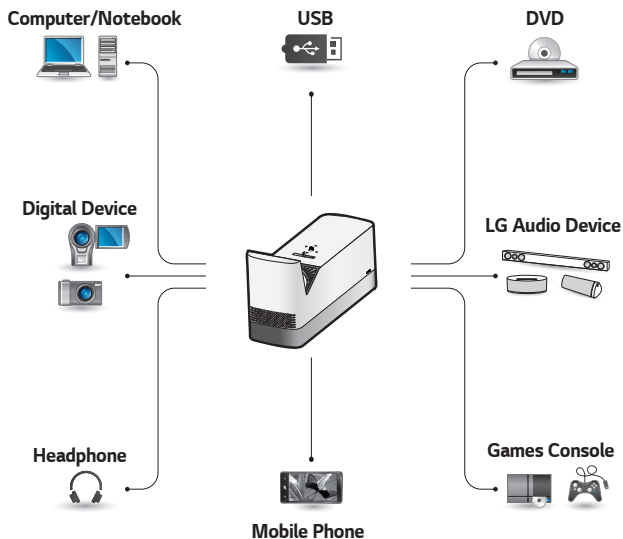 Computer/Notebook
USB
DVD
Digital Device
LG Audio Device
Headphone
Games Console
Mobile Phone